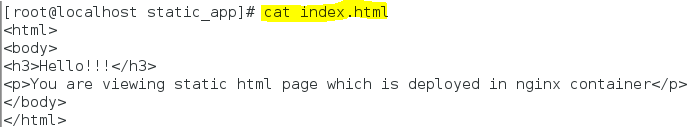 [root@localhost static_app]# cat index.html
<html>
<body>
<h3>Hello!!!</h3>
<p>You are viewing static html page which is deployed in nginx container</p>
</body>
</html>